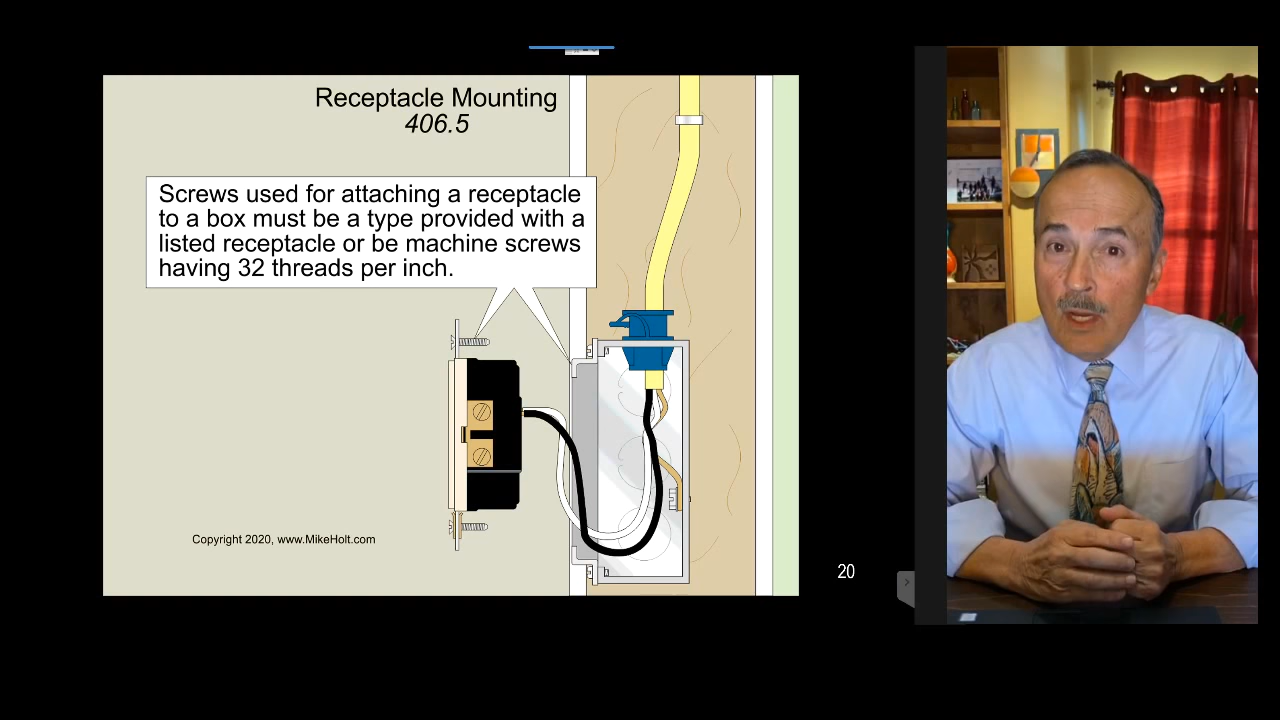 Receptacle Mounting
406.5
Screws used for attaching a receptacle
to a box must be a type provided with a
listed receptacle or be machine screws
having 32 threads per inch.
Copyright 2020, www.MikeHolt.com
20